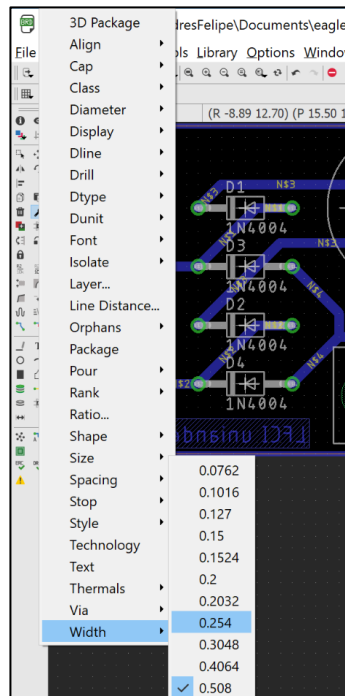 dresFelipe\Documents\eagle
File
ols Library Options Window
3D Package
Align
Cap
Class
Diameter
Display
Dline
Drill
Dtype
Dunit
Font
Isolate
Layer...
Line Distance...
Orphans
Package
Pour
Rank
Ratio...
Shape
Size
Spacing
Stop
Style
Technology
Text
Thermals
Via
Width
(R -8.89 12.70) (P 15.50 1
D1
N$3
N$3
1N4004
D3
N$3
1N4004
N$4
D2
1N4004
D4
N$4
N$2
1N4004
LFCI uniand
0.0762
0.1016
0.127
0.15
0.1524
0.2
0.2032
0.254
0.3048
0.4064
0.508